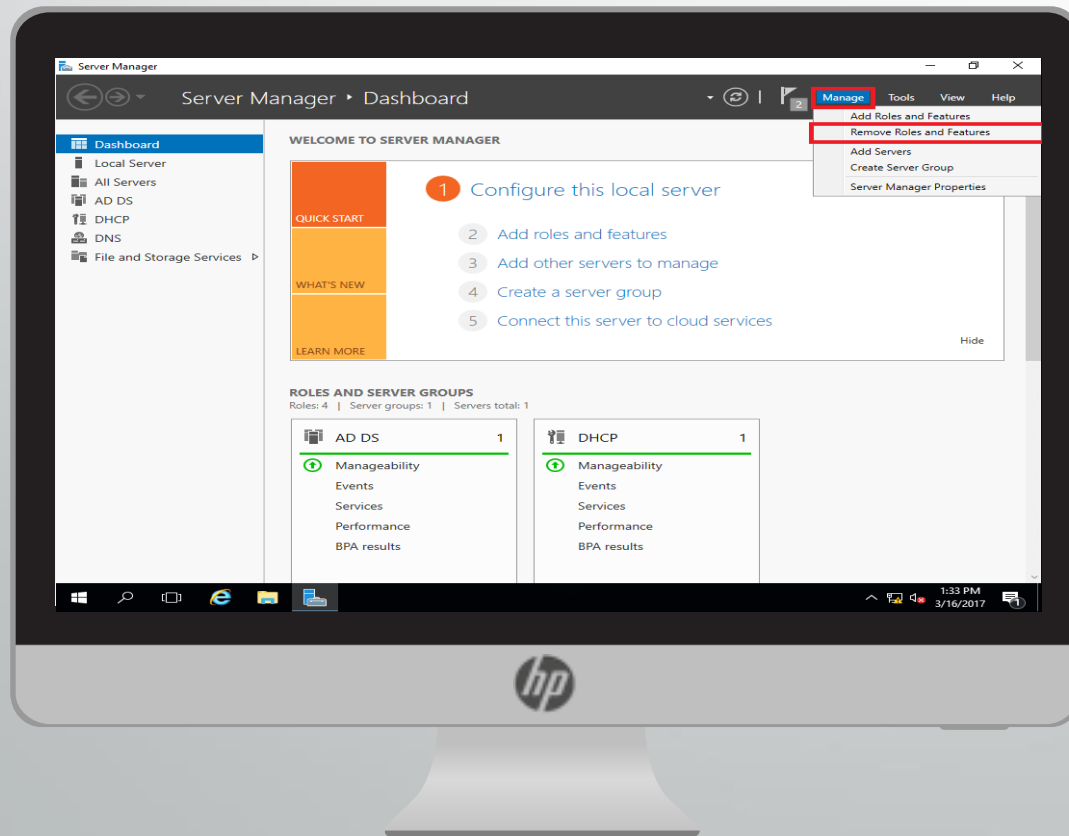 Server Manager
Server Manager • Dashboard
2
Manage Tools View Help
Add Roles and Features
Remove Roles and Features
Add Servers
Create Server Group
Server Manager Properties
Dashboard
Local Server
All Servers
AD DS
DHCP
DNS
File and Storage Services
WELCOME TO SERVER MANAGER
QUICK START
WHAT'S NEW
LEARN MORE
1 Configure this local server
2 Add roles and features
3 Add other servers to manage
4 Create a server group
5 Connect this server to cloud services
Hide
ROLES AND SERVER GROUPS
Roles: 4 | Server groups: 1 | Servers total: 1
AD DS 1
Manageability
Events
Services
Performance
BPA results
DHCP 1
Manageability
Events
Services
Performance
BPA results
1:33 PM
3/16/2017
1
hp